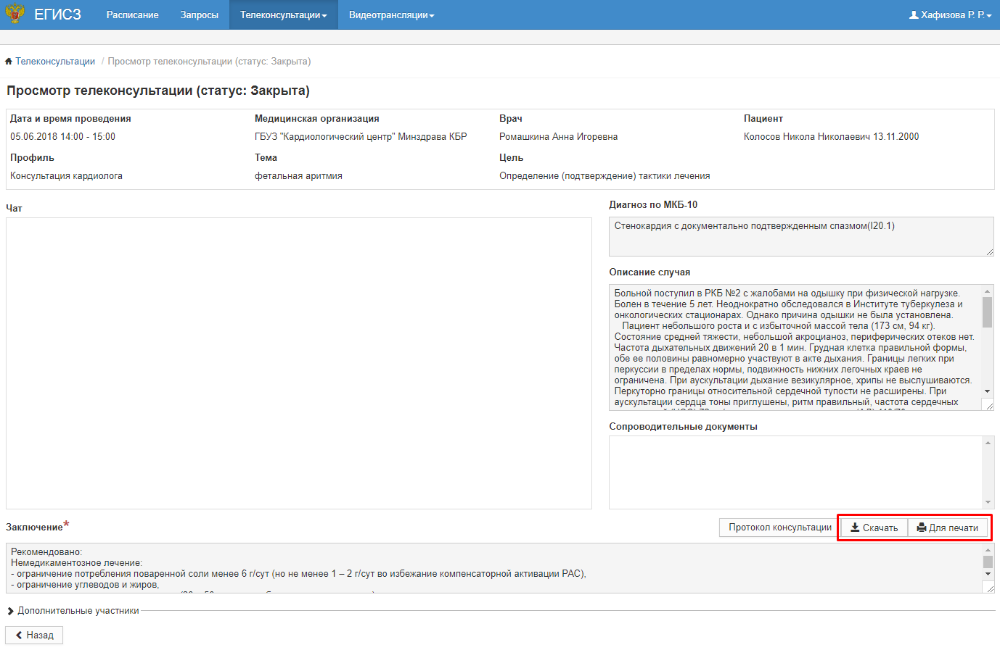 ЕГИСЗ Расписание Запросы Телеконсультации Видеотрансляции Хафизова Р. Р.
Телеконсультации / Просмотр телеконсультации (статус: Закрыта)
Просмотр телеконсультации (статус: Закрыта)
Дата и время проведения Медицинская организация Врач Пациент
05.06.2018 14:00 - 15:00 ГБУЗ "Кардиологический центр" Минздрава КБР Ромашкина Анна Игоревна Колосов Никола Николаевич 13.11.2000
Профиль Тема Цель
Консультация кардиолога фетальная аритмия Определение (подтверждение) тактики лечения
Чат
Диагноз по МКБ-10
Стенокардия с документально подтвержденным спазмом(I20.1)
Описание случая
Больной поступил в РКБ №2 с жалобами на одышку при физической нагрузке.
Болен в течение 5 лет. Неоднократно обследовался в Институте туберкулеза и
онкологических стационарах. Однако причина одышки не была установлена.
Пациент небольшого роста и с избыточной массой тела (173 см, 94 кг).
Состояние средней тяжести, небольшой акроцианоз, периферических отеков нет.
Частота дыхательных движений 20 в 1 мин. Грудная клетка правильной формы,
обе ее половины равномерно участвуют в акте дыхания. Границы легких при
перкуссии в пределах нормы, подвижность нижних легочных краев не
ограничена. При аускультации дыхание везикулярное, хрипы не выслушиваются.
Перкуторно границы относительной сердечной тупости не расширены. При
аускультации сердца тоны приглушены, ритм правильный, частота сердечных
Сопроводительные документы
Заключение* Протокол консультации Скачать Для печати
Рекомендовано:
Немедикаментозное лечение:
- ограничение потребления поваренной соли менее 6 г/сут (но не менее 1 – 2 г/сут во избежание компенсаторной активации РАС),
- ограничение углеводов и жиров,
Дополнительные участники
Назад